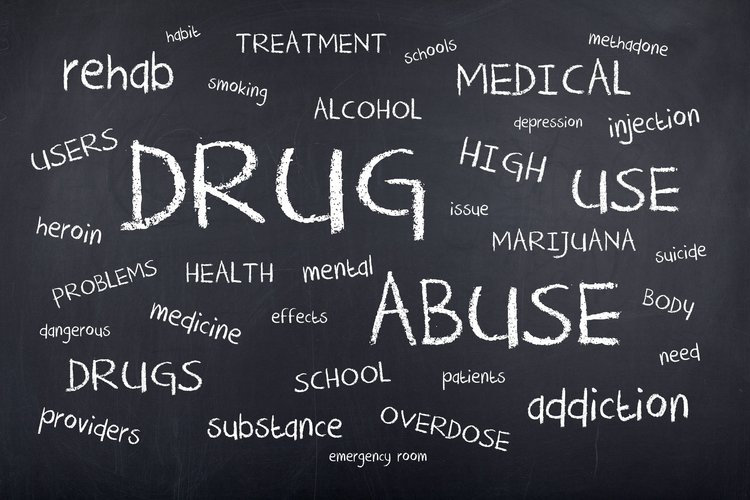 habit
TREATMENT
schools
methadone
rehab
smoking
MEDICAL
ALCOHOL
depression
injection
USERS
DRUG
HIGH
USE
issue
heroin
MARIJUANA
suicide
PROBLEMS
HEALTH
mental
ABUSE
BODY
dangerous
medicine
effects
need
DRUGS
SCHOOL
patients
addiction
providers
substance
OVERDOSE
emergency room